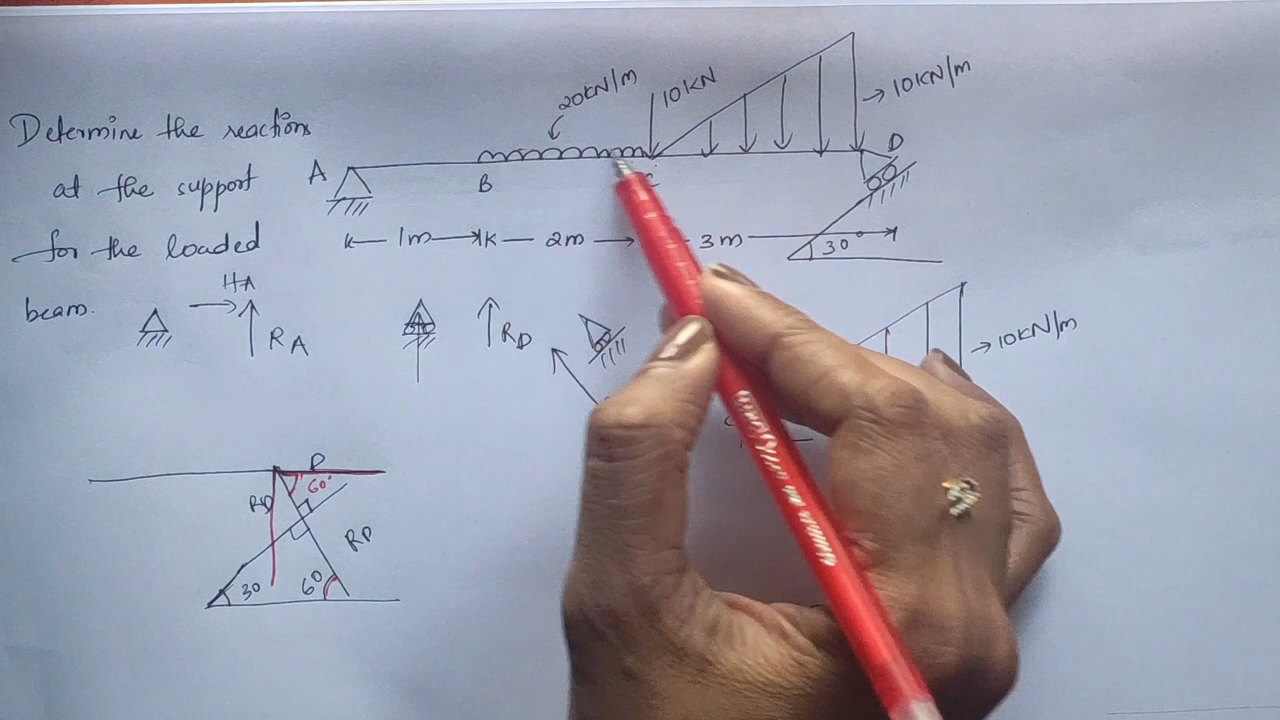 Determine the reactions
at the support
for the loaded
beam.
20KN/m
10KN
→10KN/m
A
B
D
1m
2m
3m
30°
HA
RA
RD
→10KN/m
D
60°
RD
RD
30
60